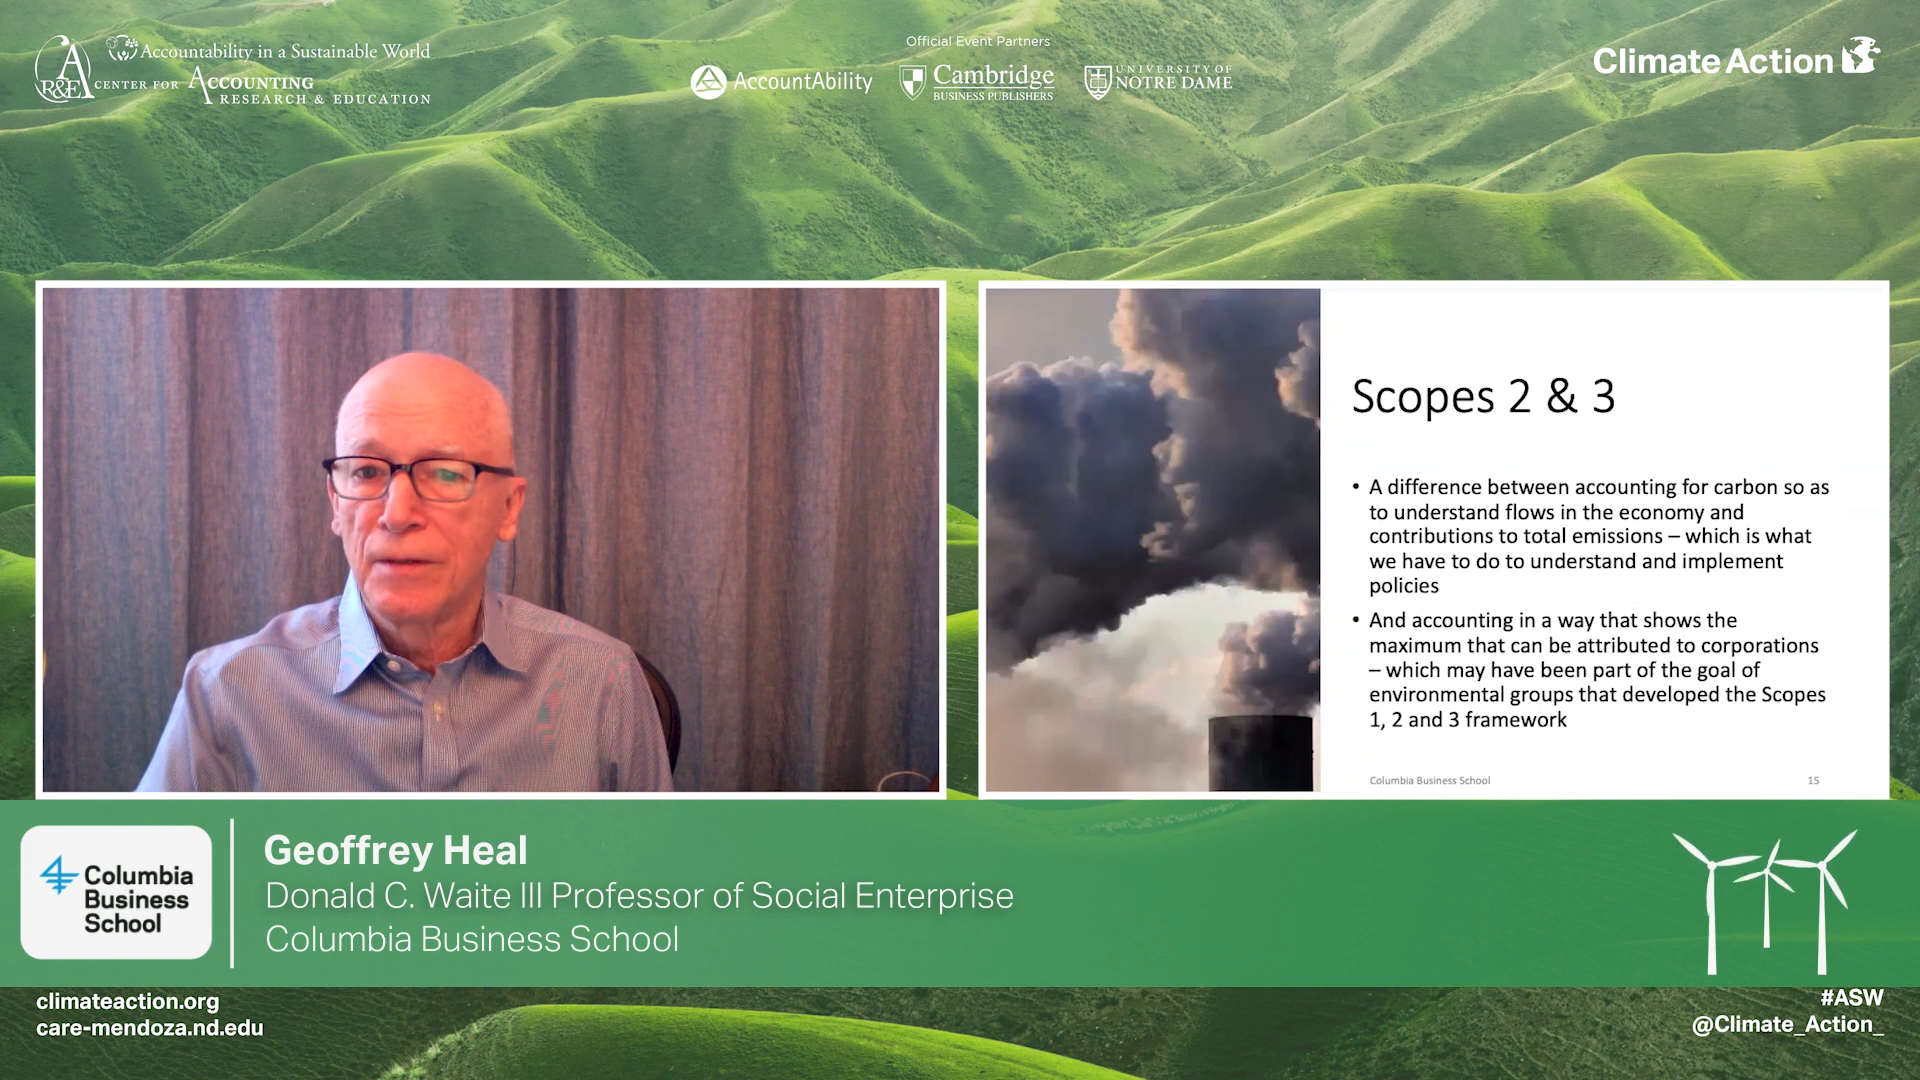 Accountability in a Sustainable World
R&E A CENTER FOR ACCOUNTING
RESEARCH & EDUCATION
Official Event Partners
AccountAbility
Cambridge
BUSINESS PUBLISHERS
UNIVERSITY OF
NOTRE DAME
Climate Action
Scopes 2 & 3
• A difference between accounting for carbon so as
to understand flows in the economy and
contributions to total emissions – which is what
we have to do to understand and implement
policies
• And accounting in a way that shows the
maximum that can be attributed to corporations
– which may have been part of the goal of
environmental groups that developed the Scopes
1, 2 and 3 framework
Columbia Business School 15
Columbia
Business
School
Geoffrey Heal
Donald C. Waite III Professor of Social Enterprise
Columbia Business School
climateaction.org
care-mendoza.nd.edu
#ASW
@Climate_Action_